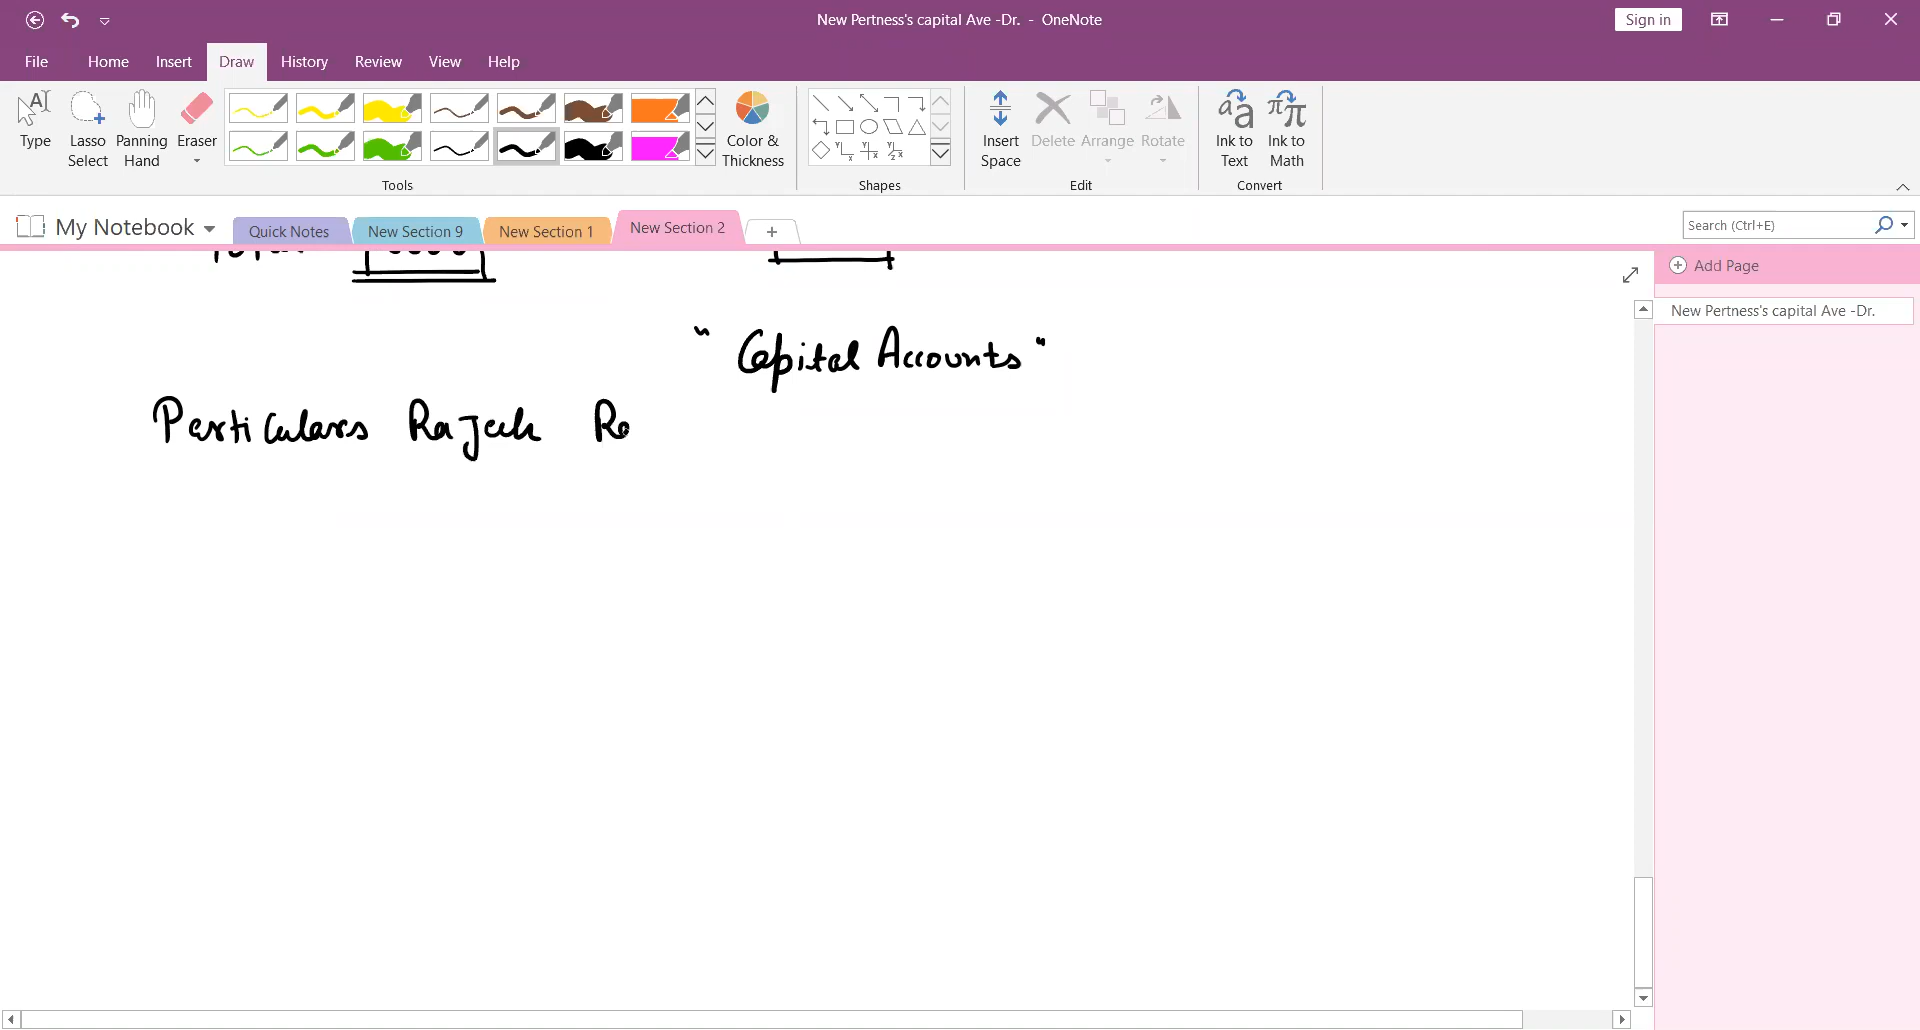 New Pertness's capital Ave -Dr. - OneNote
Sign in
File Home Insert Draw History Review View Help
Type
Lasso Select
Panning Hand
Eraser
Color & Thickness
Insert Space
Delete
Arrange
Rotate
Ink to Text
Ink to Math
Tools
Shapes
Edit
Convert
My Notebook
Quick Notes
New Section 9
New Section 1
New Section 2
Search (Ctrl+E)
Add Page
New Pertness's capital Ave -Dr.
Total
"Capital Accounts"
Particulars Rajesh Ra